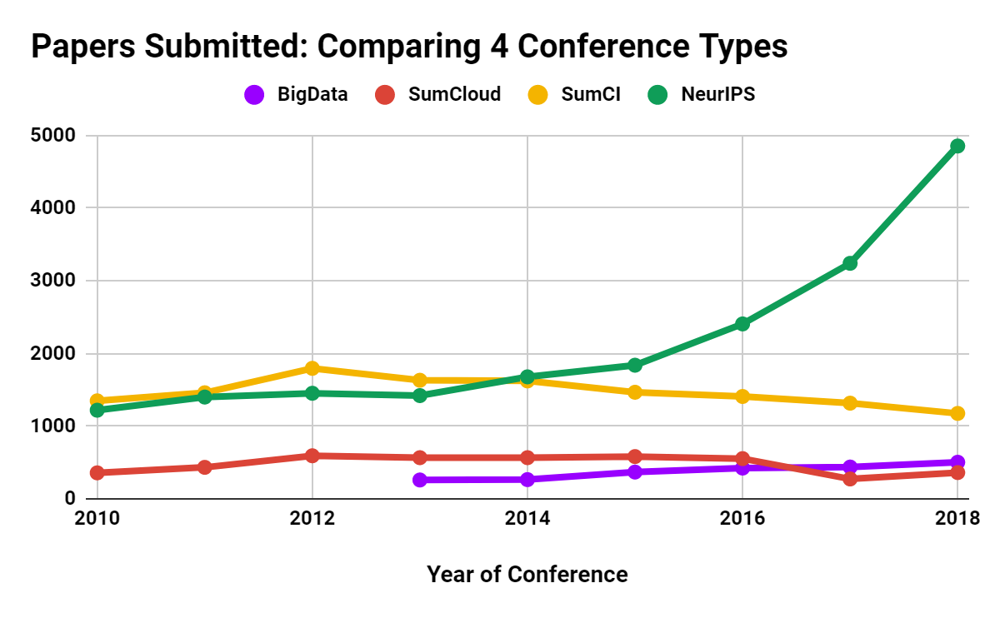 Papers Submitted: Comparing 4 Conference Types
BigData SumCloud SumCI NeurIPS
5000
4000
3000
2000
1000
0
2010 2012 2014 2016 2018
Year of Conference